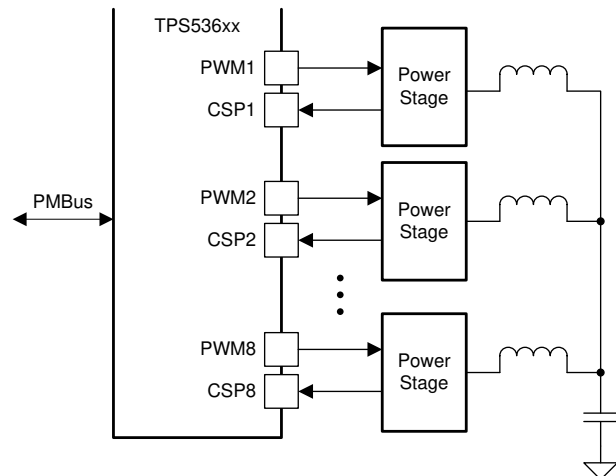 TPS536xx
PWM1
CSP1
Power
Stage
PMBus
PWM2
CSP2
Power
Stage
PWM8
CSP8
Power
Stage